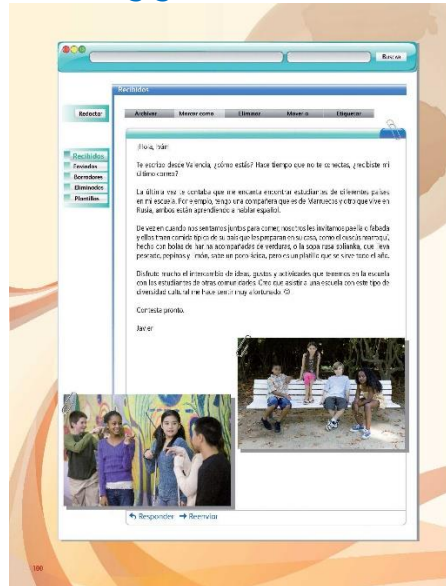 Buscar
Recibidos
Redactar
Archivar Marcar como Eliminar Mover a Etiquetar
Recibidos
Enviados
Borradores
Eliminados
Plantillas
¡Hola, Iván!
Te escribo desde Valencia, ¿cómo estás? Hace tiempo que no te conectas, ¿recibiste mi
último correo?
La última vez te contaba que me encanta encontrar estudiantes de diferentes países
en mi escuela. Por ejemplo, tengo una compañera que es de Marruecos y otro que vive en
Rusia, ambos están aprendiendo a hablar español.
De vez en cuando nos sentamos juntos para comer, nosotros les invitamos paella o fabada
y ellos traen comida típica de su país que les preparan en su casa, como el cuscús marroquí,
hecho con bolas de harina acompañadas de verduras, o la sopa rusa solianka, que lleva
pescado, pepinos y limón, sabe un poco ácida, pero es un platillo que se sirve todo el año.
Disfruto mucho el intercambio de ideas, gustos y actividades que tenemos en la escuela
con los estudiantes de otras comunidades. Creo que asistir a una escuela con este tipo de
diversidad cultural me hace sentir muy afortunado.
Contesta pronto.
Javier
Responder Reenviar
100